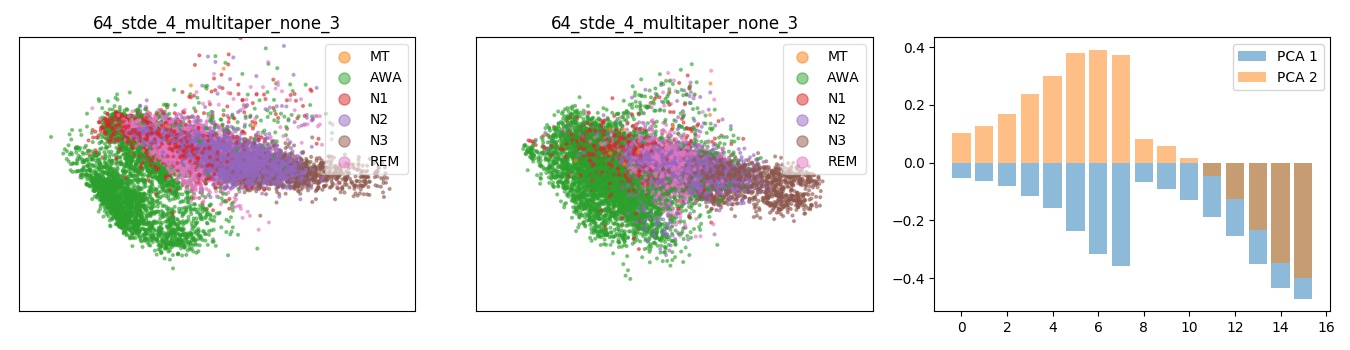 64_stde_4_multitaper_none_3
MT
AWA
N1
N2
N3
REM
64_stde_4_multitaper_none_3
MT
AWA
N1
N2
N3
REM
PCA 1
PCA 2
0.4
0.2
0.0
−0.2
−0.4
0 2 4 6 8 10 12 14 16